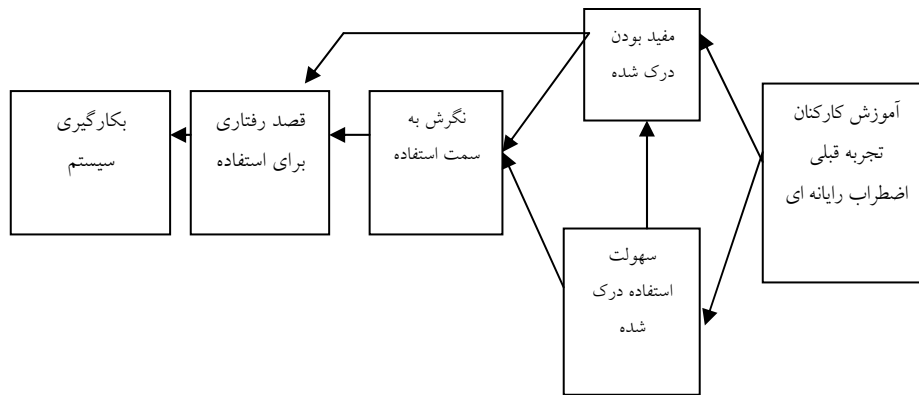 آموزش کارکنان
تجربه قبلی
اضطراب رایانه ای
مفید بودن
درک شده
سهولت
استفاده درک
شده
نگرش به
سمت استفاده
قصد رفتاری
برای استفاده
بکارگیری
سیستم